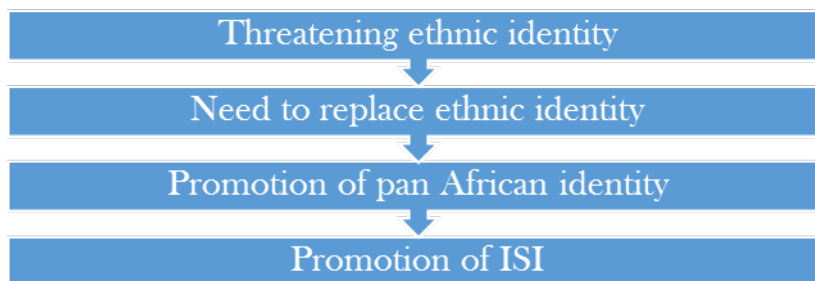 Threatening ethnic identity
Need to replace ethnic identity
Promotion of pan African identity
Promotion of ISI